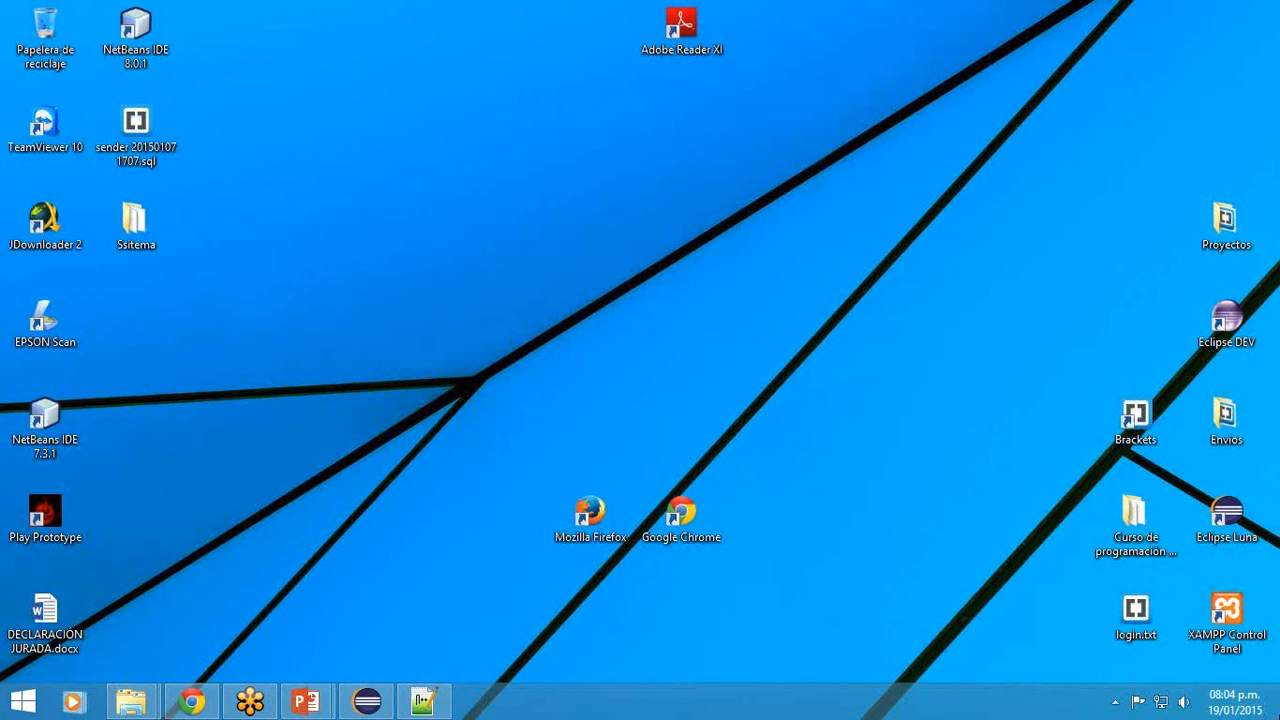 Papelera de
reciclaje
NetBeans IDE
8.0.1
Adobe Reader XI
TeamViewer 10
sender 20150107
1707.sql
JDownloader 2
Ssitema
Proyectos
EPSON Scan
Eclipse DEV
NetBeans IDE
7.3.1
Brackets
Envios
Play Prototype
Mozilla Firefox
Google Chrome
Curso de
programación ...
Eclipse Luna
DECLARACIÓN
JURADA.docx
login.txt
XAMPP Control
Panel
08:04 p.m.
19/01/2015